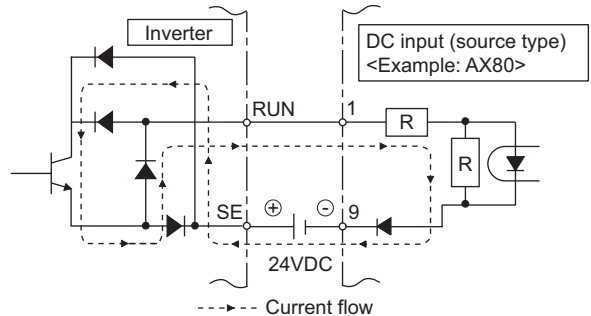 Inverter
DC input (source type)
<Example: AX80>
RUN
1
R
R
SE
+
-
9
24VDC
Current flow